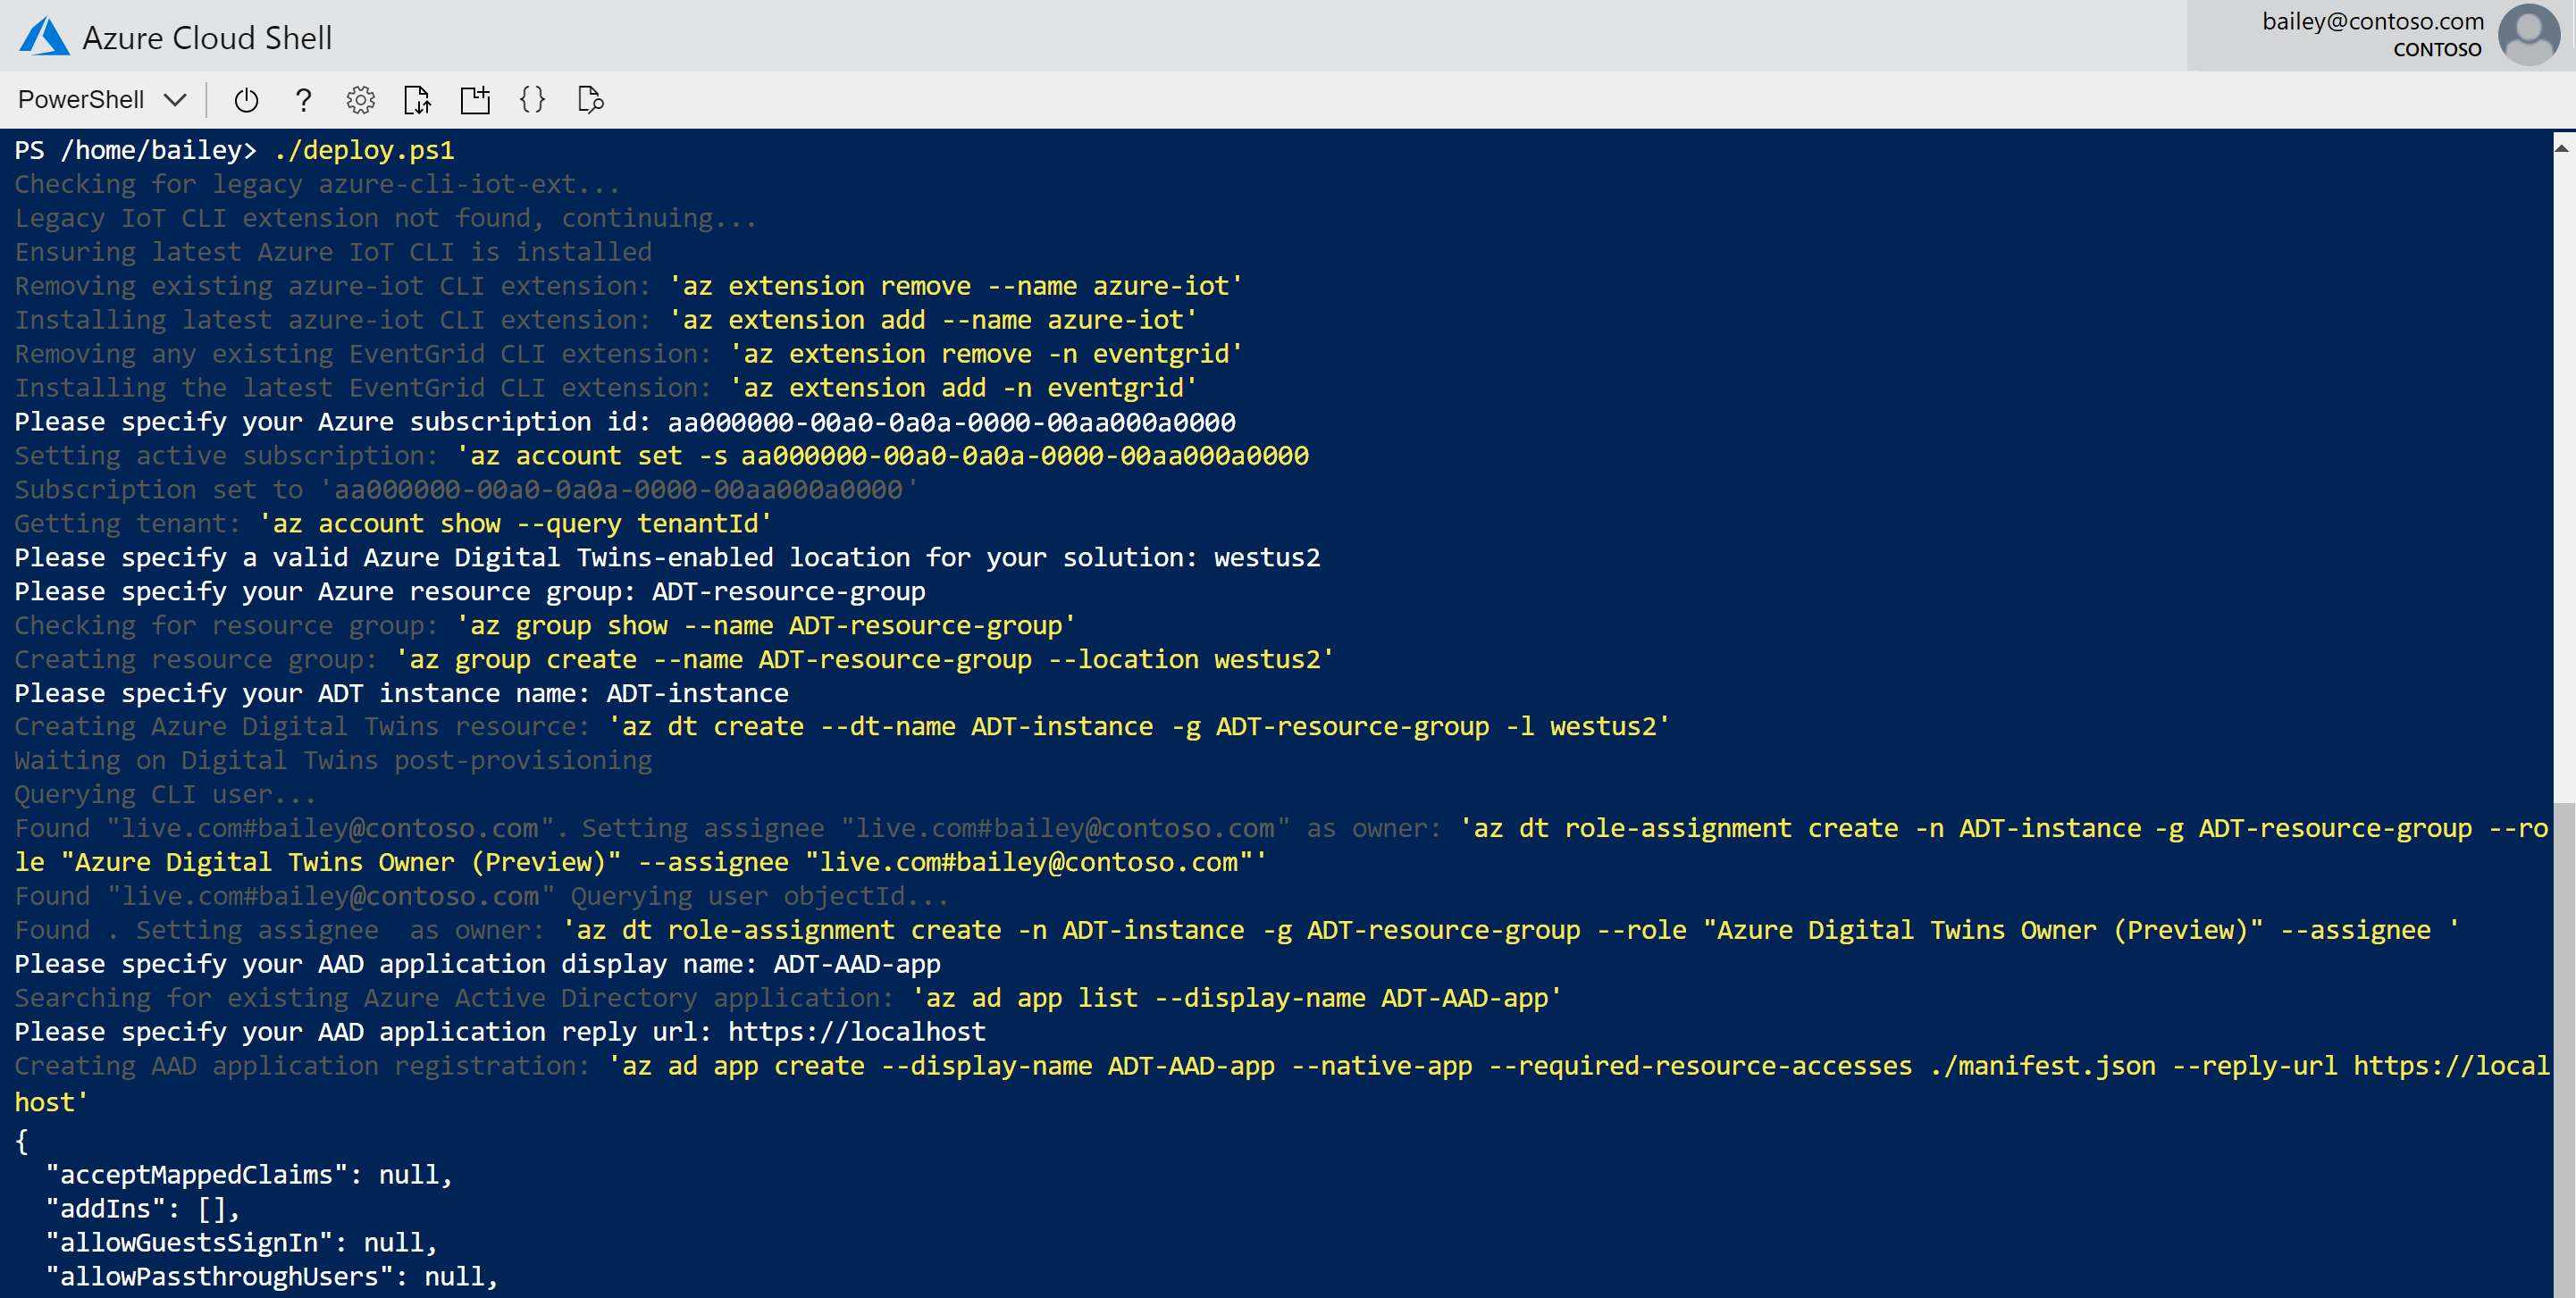 Azure Cloud Shell
bailey@contoso.com
CONTOSO
PowerShell
PS /home/bailey> ./deploy.ps1
Checking for legacy azure-cli-iot-ext...
Legacy IoT CLI extension not found, continuing...
Ensuring latest Azure IoT CLI is installed
Removing existing azure-iot CLI extension: 'az extension remove --name azure-iot'
Installing latest azure-iot CLI extension: 'az extension add --name azure-iot'
Removing any existing EventGrid CLI extension: 'az extension remove -n eventgrid'
Installing the latest EventGrid CLI extension: 'az extension add -n eventgrid'
Please specify your Azure subscription id: aa000000-00a0-0a0a-0000-00aa000a0000
Setting active subscription: 'az account set -s aa000000-00a0-0a0a-0000-00aa000a0000
Subscription set to 'aa000000-00a0-0a0a-0000-00aa000a0000'
Getting tenant: 'az account show --query tenantId'
Please specify a valid Azure Digital Twins-enabled location for your solution: westus2
Please specify your Azure resource group: ADT-resource-group
Checking for resource group: 'az group show --name ADT-resource-group'
Creating resource group: 'az group create --name ADT-resource-group --location westus2'
Please specify your ADT instance name: ADT-instance
Creating Azure Digital Twins resource: 'az dt create --dt-name ADT-instance -g ADT-resource-group -l westus2'
Waiting on Digital Twins post-provisioning
Querying CLI user...
Found "live.com#bailey@contoso.com". Setting assignee "live.com#bailey@contoso.com" as owner: 'az dt role-assignment create -n ADT-instance -g ADT-resource-group --ro
le "Azure Digital Twins Owner (Preview)" --assignee "live.com#bailey@contoso.com"'
Found "live.com#bailey@contoso.com" Querying user objectId...
Found . Setting assignee  as owner: 'az dt role-assignment create -n ADT-instance -g ADT-resource-group --role "Azure Digital Twins Owner (Preview)" --assignee '
Please specify your AAD application display name: ADT-AAD-app
Searching for existing Azure Active Directory application: 'az ad app list --display-name ADT-AAD-app'
Please specify your AAD application reply url: https://localhost
Creating AAD application registration: 'az ad app create --display-name ADT-AAD-app --native-app --required-resource-accesses ./manifest.json --reply-url https://local
host'
{
  "acceptMappedClaims": null,
  "addIns": [],
  "allowGuestsSignIn": null,
  "allowPassthroughUsers": null,